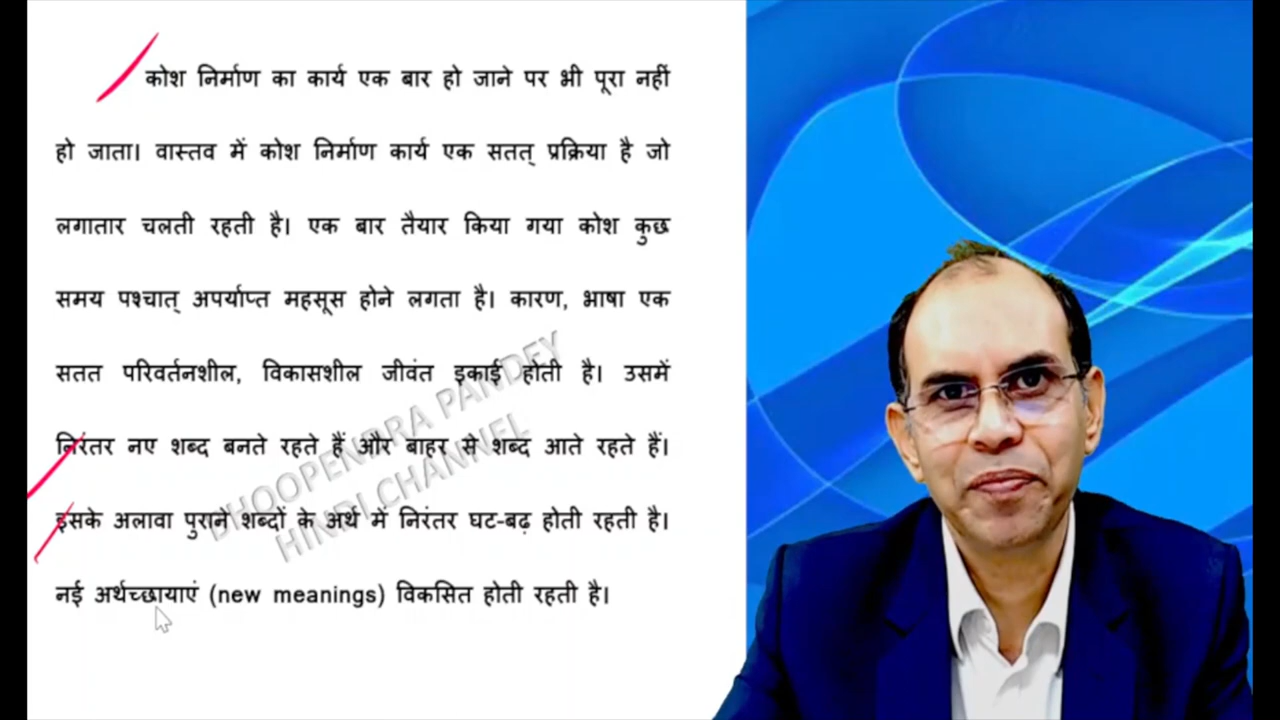 कोश निर्माण का कार्य एक बार हो जाने पर भी पूरा नहीं
हो जाता। वास्तव में कोश निर्माण कार्य एक सतत् प्रक्रिया है जो
लगातार चलती रहती है। एक बार तैयार किया गया कोश कुछ
समय पश्चात् अपर्याप्त महसूस होने लगता है। कारण, भाषा एक
सतत परिवर्तनशील, विकासशील जीवंत इकाई होती है। उसमें
निरंतर नए शब्द बनते रहते हैं और बाहर से शब्द आते रहते हैं।
इसके अलावा पुराने शब्दों के अर्थ में निरंतर घट-बढ़ होती रहती है।
नई अर्थच्छायाएं (new meanings) विकसित होती रहती है।
BHOOPENDRA PANDEY
HINDI CHANNEL